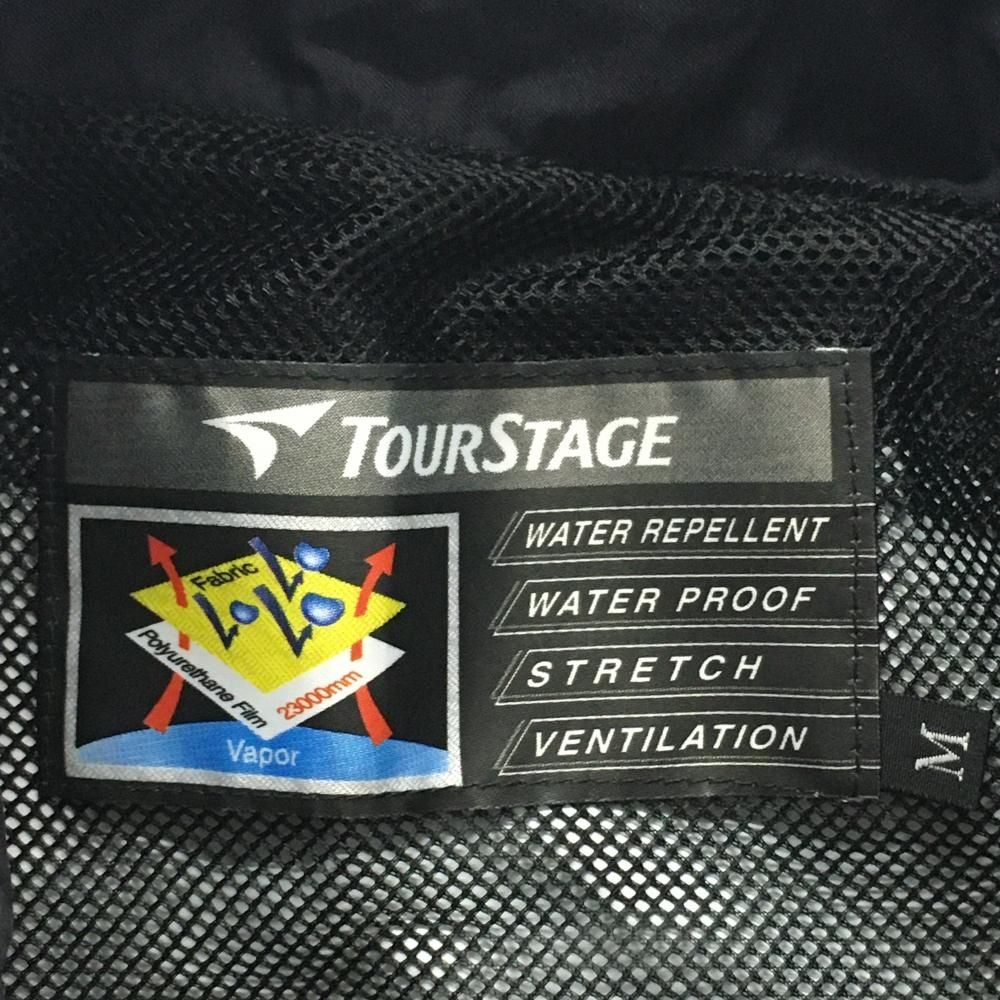 TOURSTAGE
Fabric
Polyurethane Film
23000mm
Vapor
WATER REPELLENT
WATER PROOF
STRETCH
VENTILATION
M